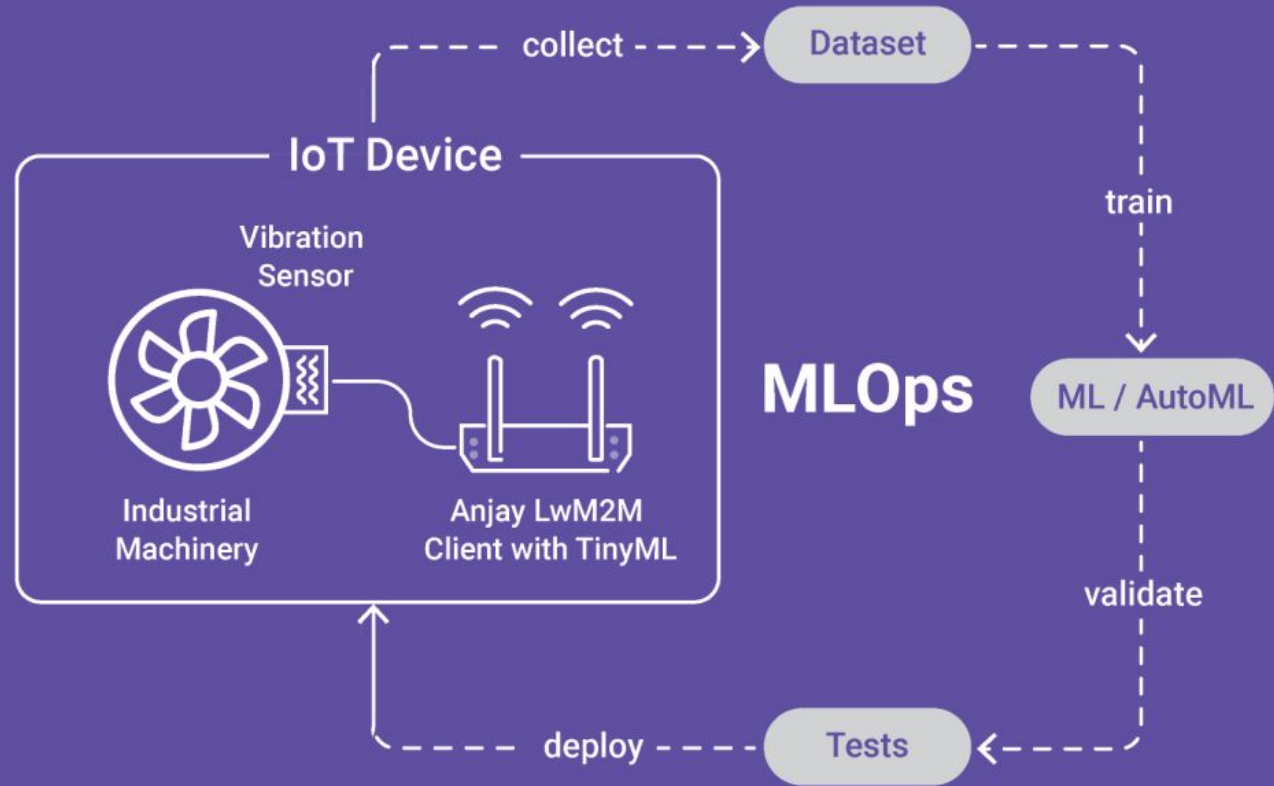 collect
Dataset
IoT Device
train
Vibration
Sensor
MLOps
ML / AutoML
Industrial
Machinery
Anjay LwM2M
Client with TinyML
validate
deploy
Tests